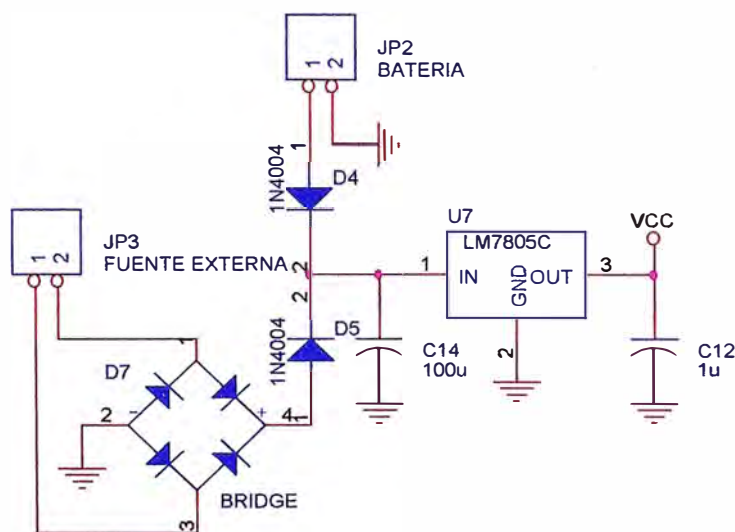 JP2
BATERIA
1
2
1
1N4004
D4
JP3
FUENTE EXTERNA
1
2
2
2
U7
LM7805C
1
IN
GND
OUT
3
VCC
2
1N4004
D5
C14
100u
C12
1u
D7
1
2
-
+
4
1
BRIDGE
3